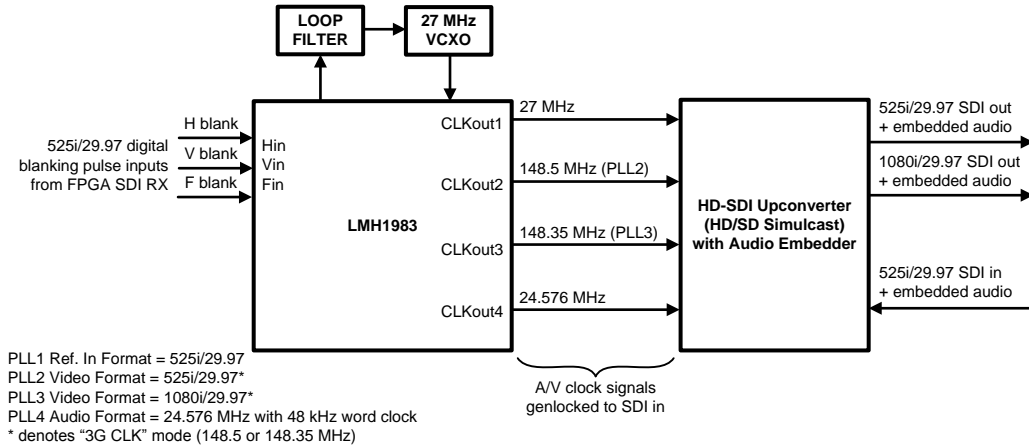 LOOP
FILTER
27 MHz
VCXO
H blank
V blank
F blank
525i/29.97 digital
blanking pulse inputs
from FPGA SDI RX
Hin
Vin
Fin
LMH1983
CLKout1
CLKout2
CLKout3
CLKout4
27 MHz
148.5 MHz (PLL2)
148.35 MHz (PLL3)
24.576 MHz
HD-SDI Upconverter
(HD/SD Simulcast)
with Audio Embedder
525i/29.97 SDI out
+ embedded audio
1080i/29.97 SDI out
+ embedded audio
525i/29.97 SDI in
+ embedded audio
A/V clock signals
genlocked to SDI in
PLL1 Ref. In Format = 525i/29.97
PLL2 Video Format = 525i/29.97*
PLL3 Video Format = 1080i/29.97*
PLL4 Audio Format = 24.576 MHz with 48 kHz word clock
* denotes “3G CLK” mode (148.5 or 148.35 MHz)